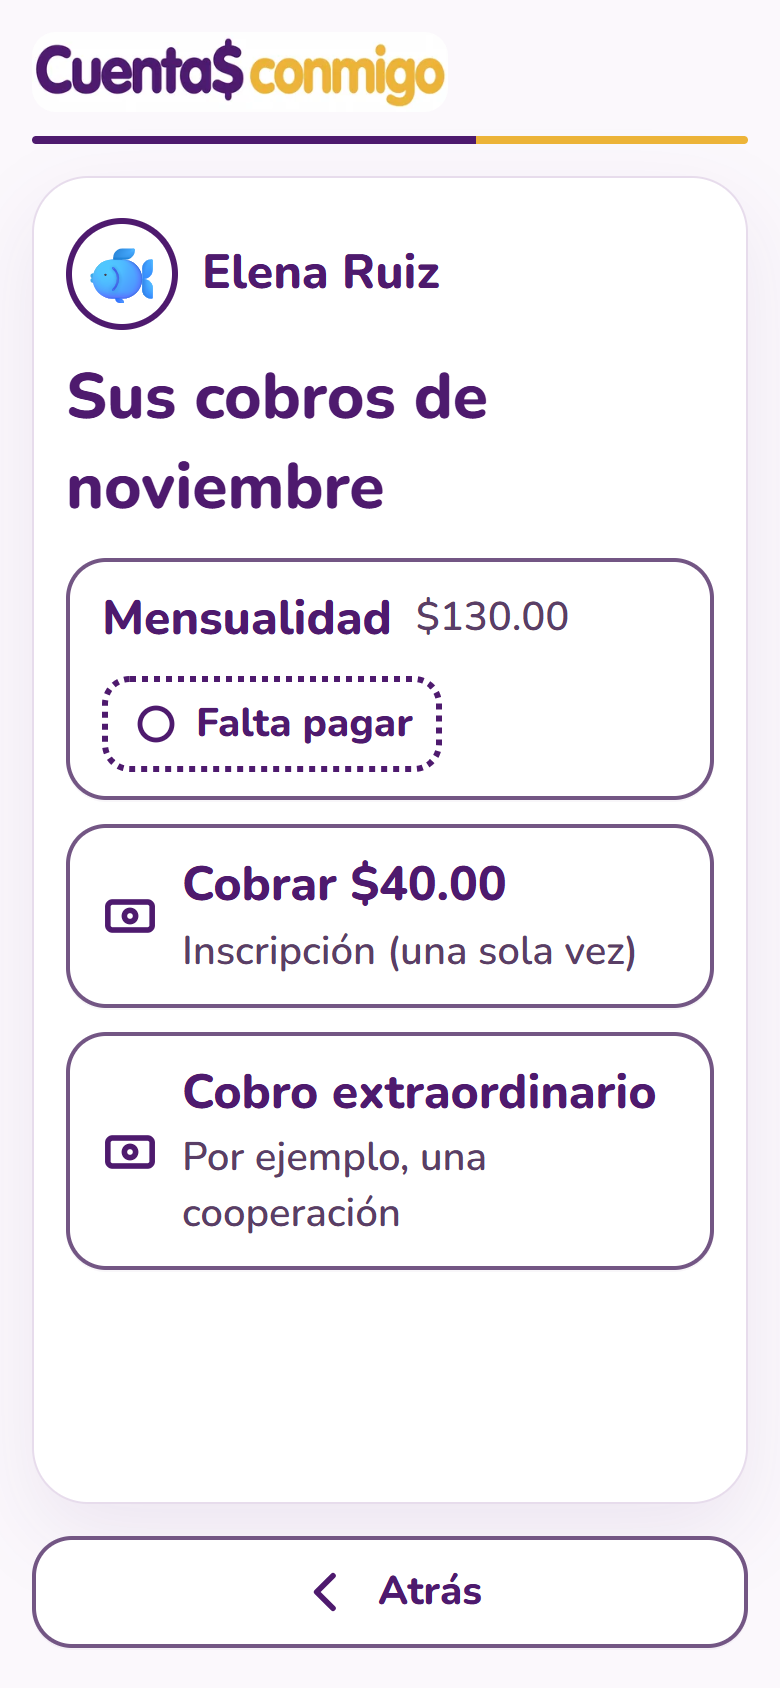 Cuenta$ conmigo
Elena Ruiz
Sus cobros de
noviembre
Mensualidad $130.00
Falta pagar
Cobrar $40.00
Inscripción (una sola vez)
Cobro extraordinario
Por ejemplo, una
cooperación
Atrás